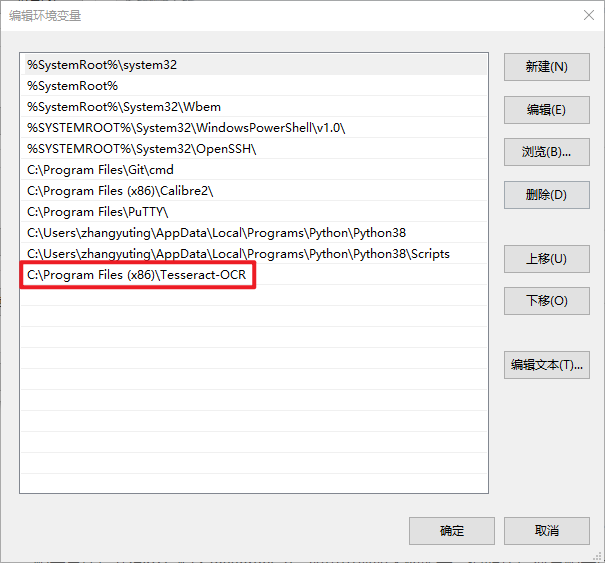 编辑环境变量
%SystemRoot%\system32
%SystemRoot%
%SystemRoot%\System32\Wbem
%SYSTEMROOT%\System32\WindowsPowerShell\v1.0\
%SYSTEMROOT%\System32\OpenSSH\
C:\Program Files\Git\cmd
C:\Program Files (x86)\Calibre2\
C:\Program Files\PuTTY\
C:\Users\zhangyuting\AppData\Local\Programs\Python\Python38
C:\Users\zhangyuting\AppData\Local\Programs\Python\Python38\Scripts
C:\Program Files (x86)\Tesseract-OCR
新建(N)
编辑(E)
浏览(B)...
删除(D)
上移(U)
下移(O)
编辑文本(T)...
确定
取消